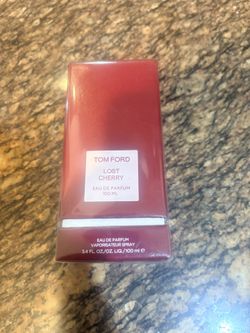 TOM FORD
LOST
CHERRY
EAU DE PARFUM
100 ML
EAU DE PARFUM
VAPORISATEUR SPRAY
3.4 FL.OZ./OZ. LIQ./100 ml ℮